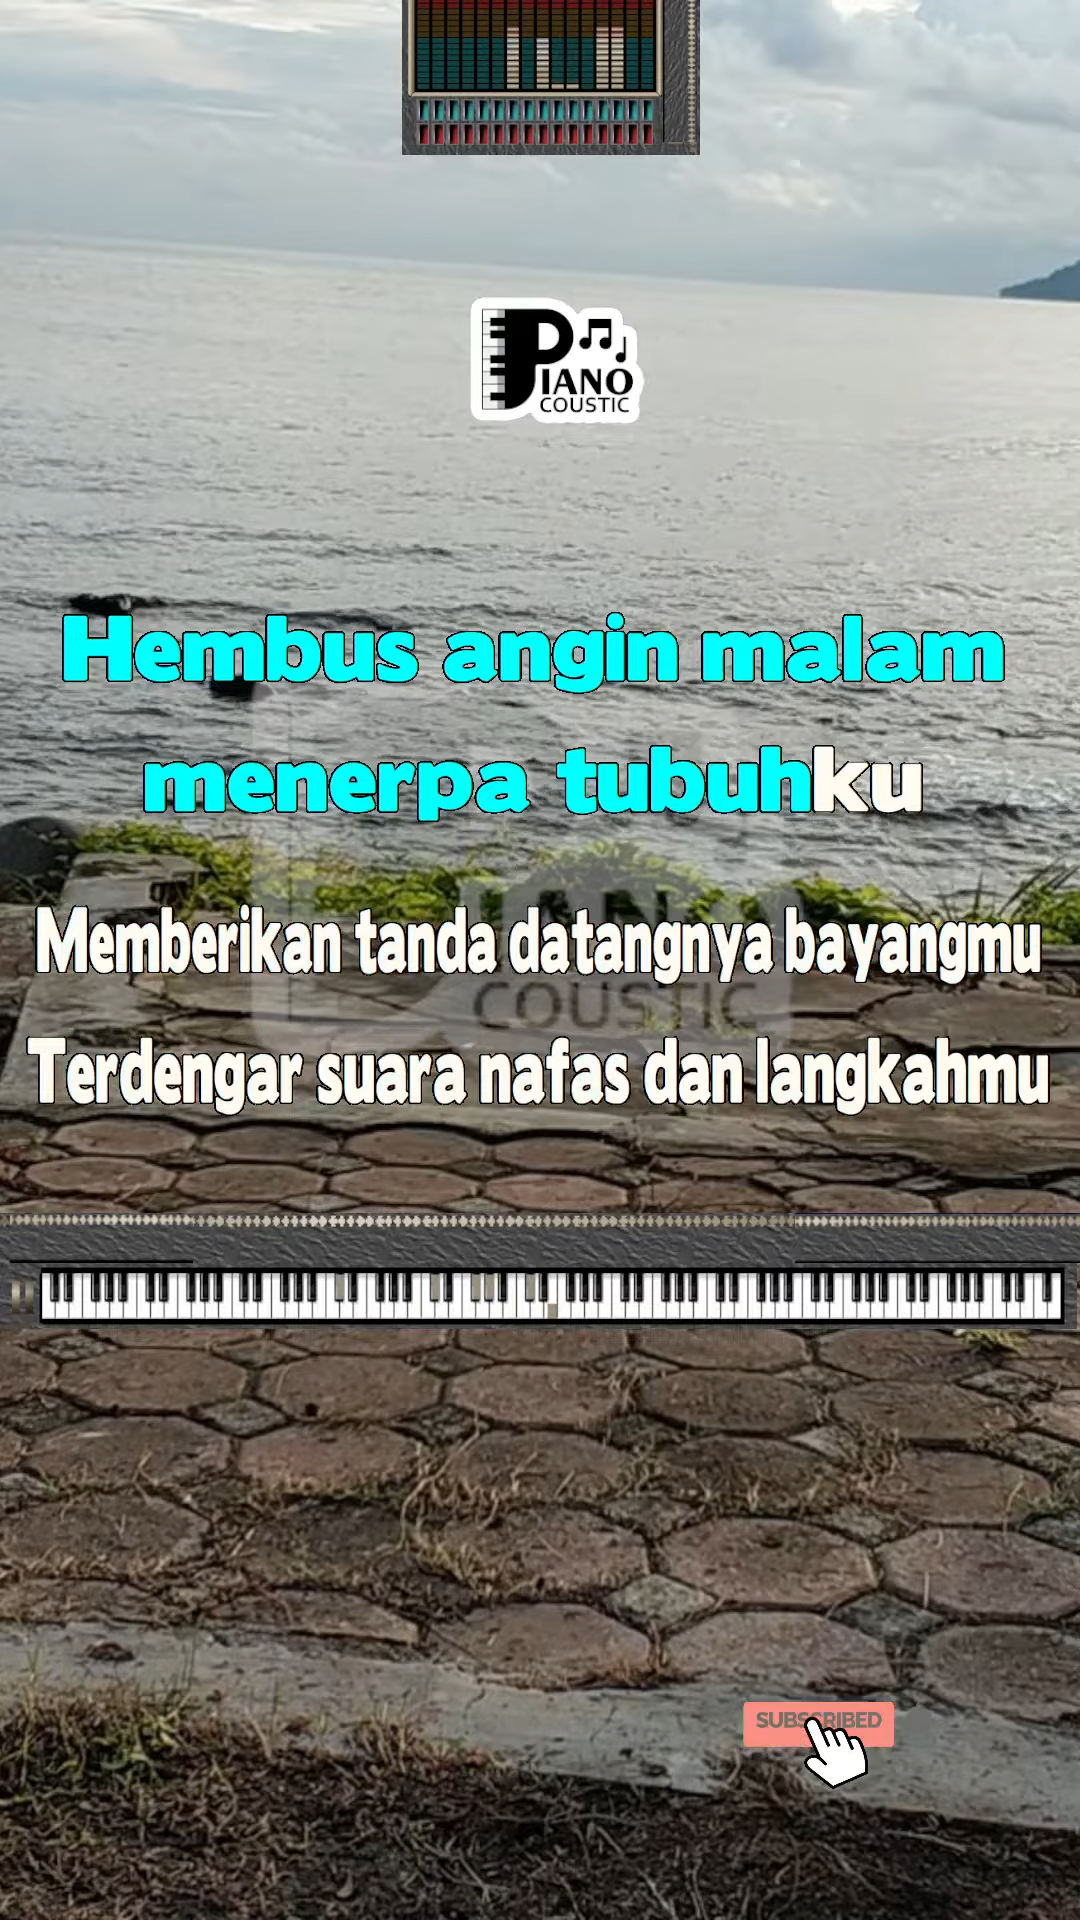 PIANO
COUSTIC
Hembus angin malam
menerpa tubuhku
Memberikan tanda datangnya bayangmu
Terdengar suara nafas dan langkahmu
COUSTIC
SUBSCRIBED